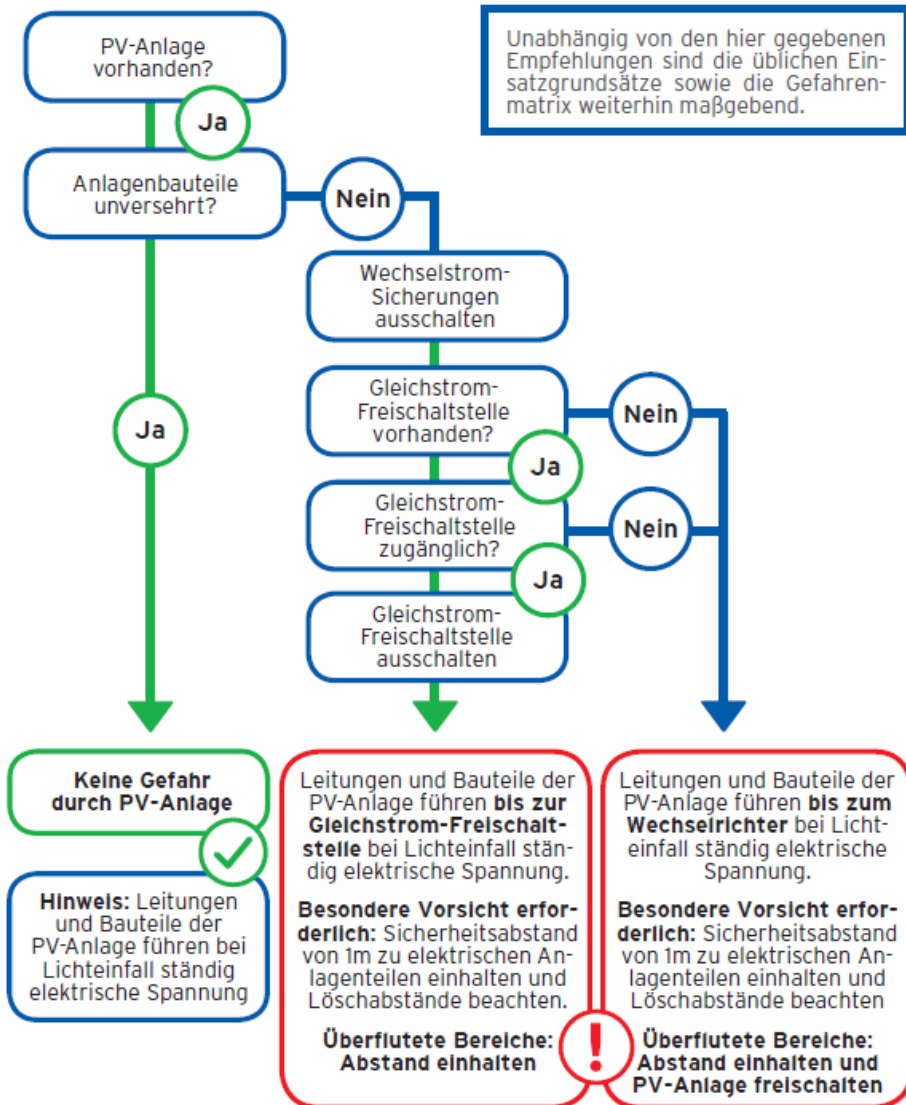 PV-Anlage
vorhanden?
Unabhängig von den hier gegebenen
Empfehlungen sind die üblichen Ein-
satzgrundsätze sowie die Gefahren-
matrix weiterhin maßgebend.
Ja
Anlagenbauteile
unversehrt?
Nein
Wechselstrom-
Sicherungen
ausschalten
Gleichstrom-
Freischaltstelle
vorhanden?
Nein
Ja
Ja
Gleichstrom-
Freischaltstelle
zugänglich?
Nein
Ja
Gleichstrom-
Freischaltstelle
ausschalten
Keine Gefahr
durch PV-Anlage
Hinweis: Leitungen
und Bauteile der
PV-Anlage führen bei
Lichteinfall ständig
elektrische Spannung
Leitungen und Bauteile der
PV-Anlage führen bis zur
Gleichstrom-Freischalt-
stelle bei Lichteinfall stän-
dig elektrische Spannung.
Besondere Vorsicht erfor-
derlich: Sicherheitsabstand
von 1m zu elektrischen An-
lagenteilen einhalten und
Löschabstände beachten.
Überflutete Bereiche:
Abstand einhalten
!
Leitungen und Bauteile der
PV-Anlage führen bis zum
Wechselrichter bei Licht-
einfall ständig elektrische
Spannung.
Besondere Vorsicht erfor-
derlich: Sicherheitsabstand
von 1m zu elektrischen An-
lagenteilen einhalten und
Löschabstände beachten
Überflutete Bereiche:
Abstand einhalten und
PV-Anlage freischalten